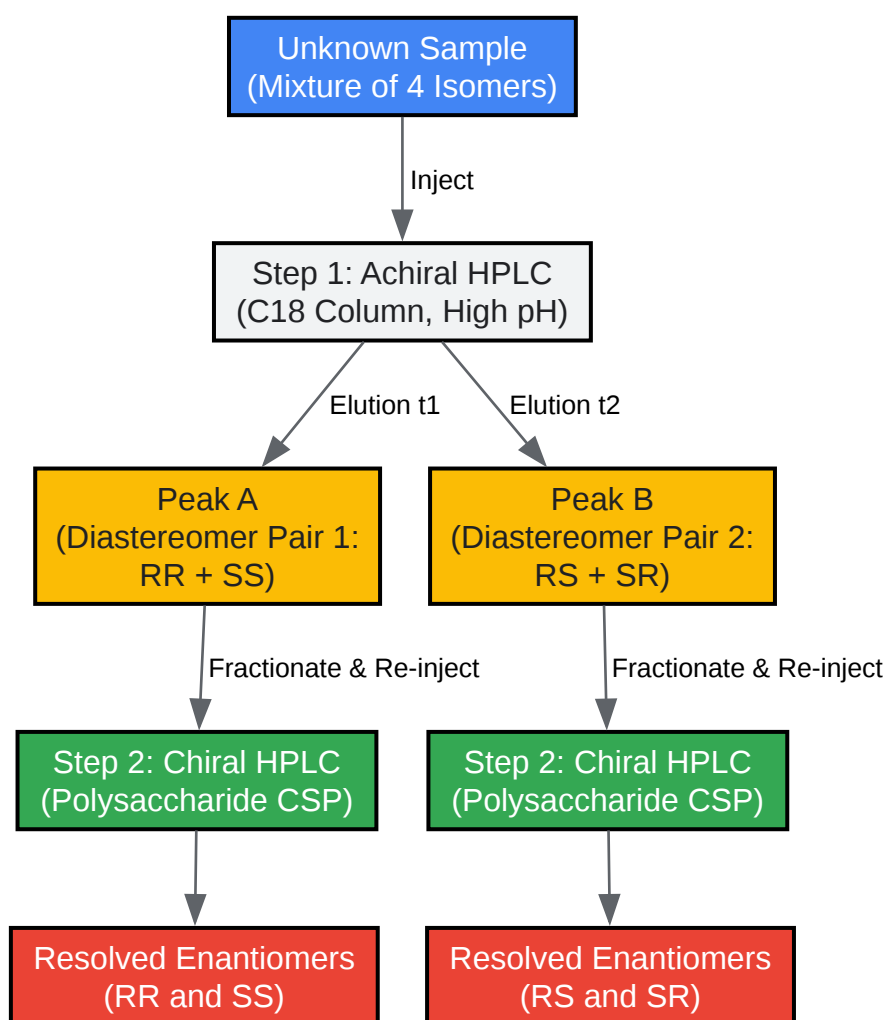 Unknown Sample
(Mixture of 4 Isomers)
Inject
Step 1: Achiral HPLC
(C18 Column, High pH)
Elution t1
Elution t2
Peak A
(Diastereomer Pair 1:
RR + SS)
Peak B
(Diastereomer Pair 2:
RS + SR)
Fractionate & Re-inject
Fractionate & Re-inject
Step 2: Chiral HPLC
(Polysaccharide CSP)
Step 2: Chiral HPLC
(Polysaccharide CSP)
Resolved Enantiomers
(RR and SS)
Resolved Enantiomers
(RS and SR)